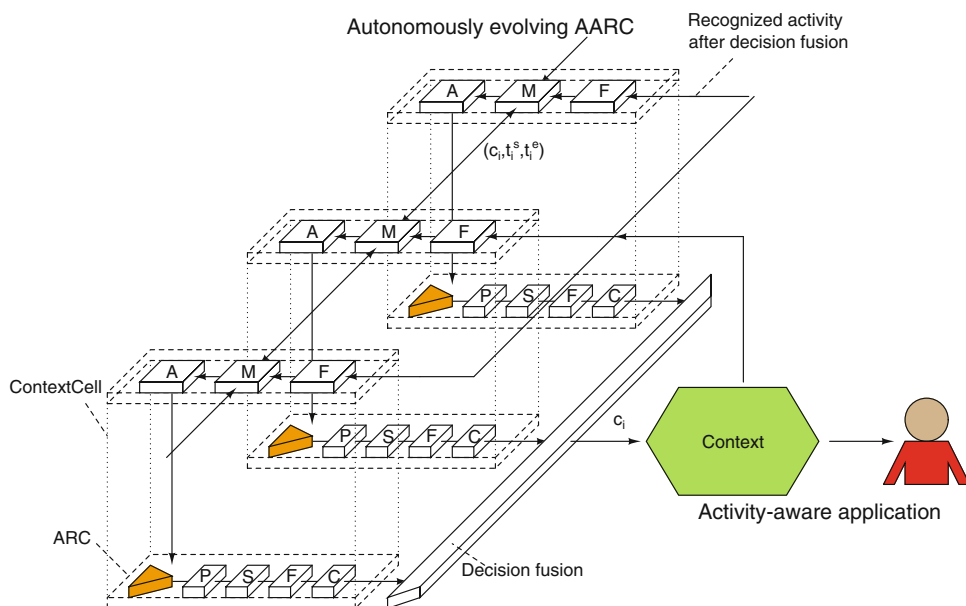 Autonomously evolving AARC
Recognized activity
after decision fusion
A M F
(c_i,t_i^s,t_i^e)
A M F
P S F C
A M F
ContextCell
P S F C
c_i
Context
Activity-aware application
ARC
P S F C
Decision fusion